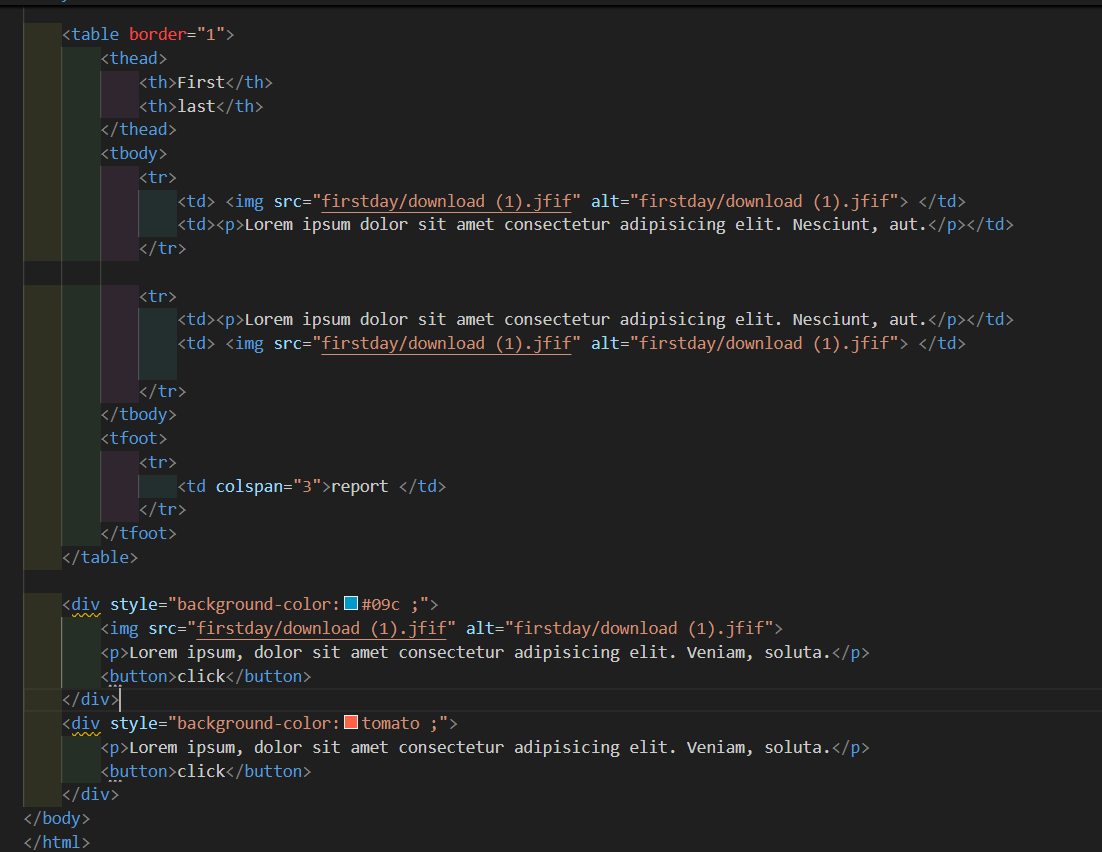 <table border="1">
<thead>
<th>First</th>
<th>last</th>
</thead>
<tbody>
<tr>
<td> <img src="firstday/download (1).jfif" alt="firstday/download (1).jfif"> </td>
<td><p>Lorem ipsum dolor sit amet consectetur adipisicing elit. Nesciunt, aut.</p></td>
</tr>
<tr>
<td><p>Lorem ipsum dolor sit amet consectetur adipisicing elit. Nesciunt, aut.</p></td>
<td> <img src="firstday/download (1).jfif" alt="firstday/download (1).jfif"> </td>
</tr>
</tbody>
<tfoot>
<tr>
<td colspan="3">report </td>
</tr>
</tfoot>
</table>
<div style="background-color:#09c ;">
<img src="firstday/download (1).jfif" alt="firstday/download (1).jfif">
<p>Lorem ipsum, dolor sit amet consectetur adipisicing elit. Veniam, soluta.</p>
<button>click</button>
</div>
<div style="background-color:tomato ;">
<p>Lorem ipsum, dolor sit amet consectetur adipisicing elit. Veniam, soluta.</p>
<button>click</button>
</div>
</body>
</html>